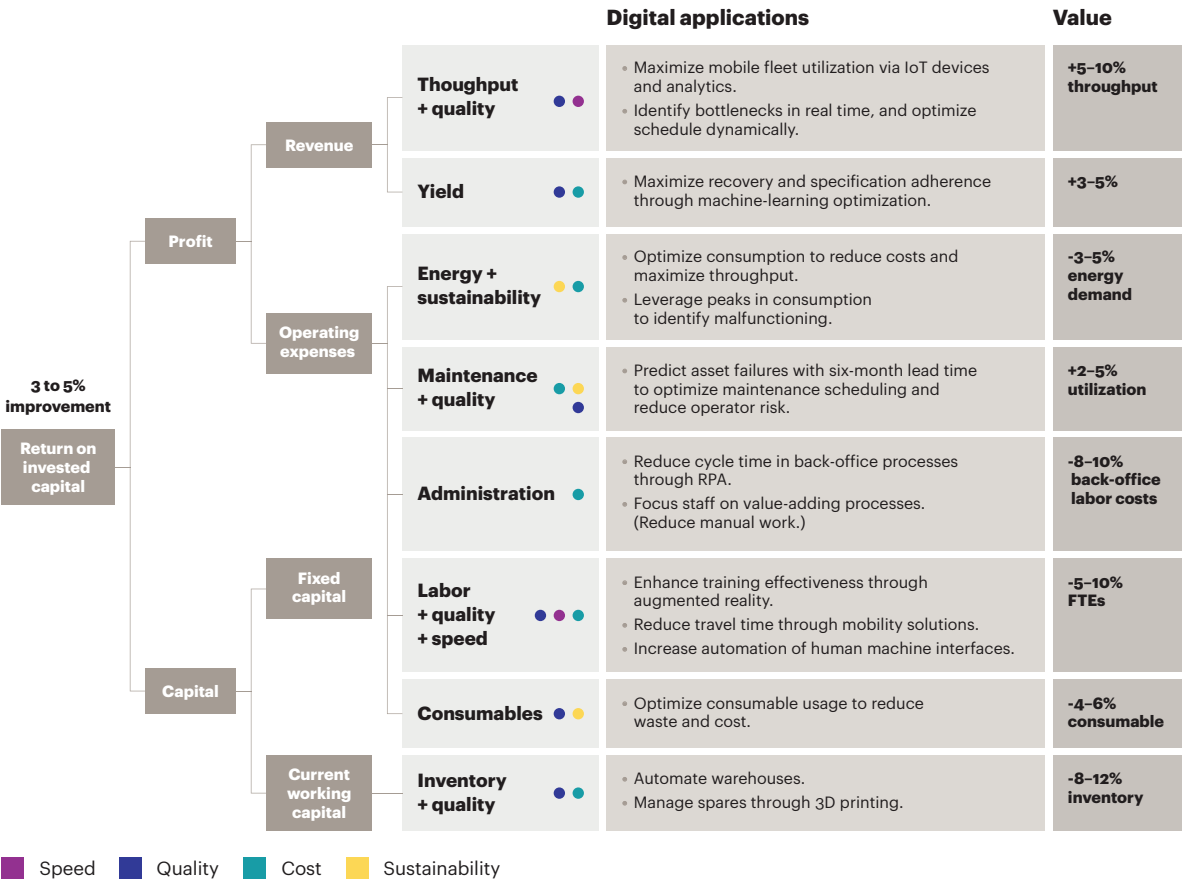 Digital applications
Value
Thoughput
+ quality
• Maximize mobile fleet utilization via IoT devices
and analytics.
• Identify bottlenecks in real time, and optimize
schedule dynamically.
+5–10%
throughput
Revenue
Yield
• Maximize recovery and specification adherence
through machine-learning optimization.
+3–5%
Profit
Energy +
sustainability
• Optimize consumption to reduce costs and
maximize throughput.
• Leverage peaks in consumption
to identify malfunctioning.
-3–5%
energy
demand
Operating
expenses
Maintenance
+ quality
• Predict asset failures with six-month lead time
to optimize maintenance scheduling and
reduce operator risk.
+2–5%
utilization
3 to 5%
improvement
Return on
invested
capital
Administration
• Reduce cycle time in back-office processes
through RPA.
• Focus staff on value-adding processes.
(Reduce manual work.)
-8–10%
back-office
labor costs
Fixed
capital
Labor
+ quality
+ speed
• Enhance training effectiveness through
augmented reality.
• Reduce travel time through mobility solutions.
• Increase automation of human machine interfaces.
-5–10%
FTEs
Capital
Consumables
• Optimize consumable usage to reduce
waste and cost.
-4–6%
consumable
Current
working
capital
Inventory
+ quality
• Automate warehouses.
• Manage spares through 3D printing.
-8–12%
inventory
Speed
Quality
Cost
Sustainability